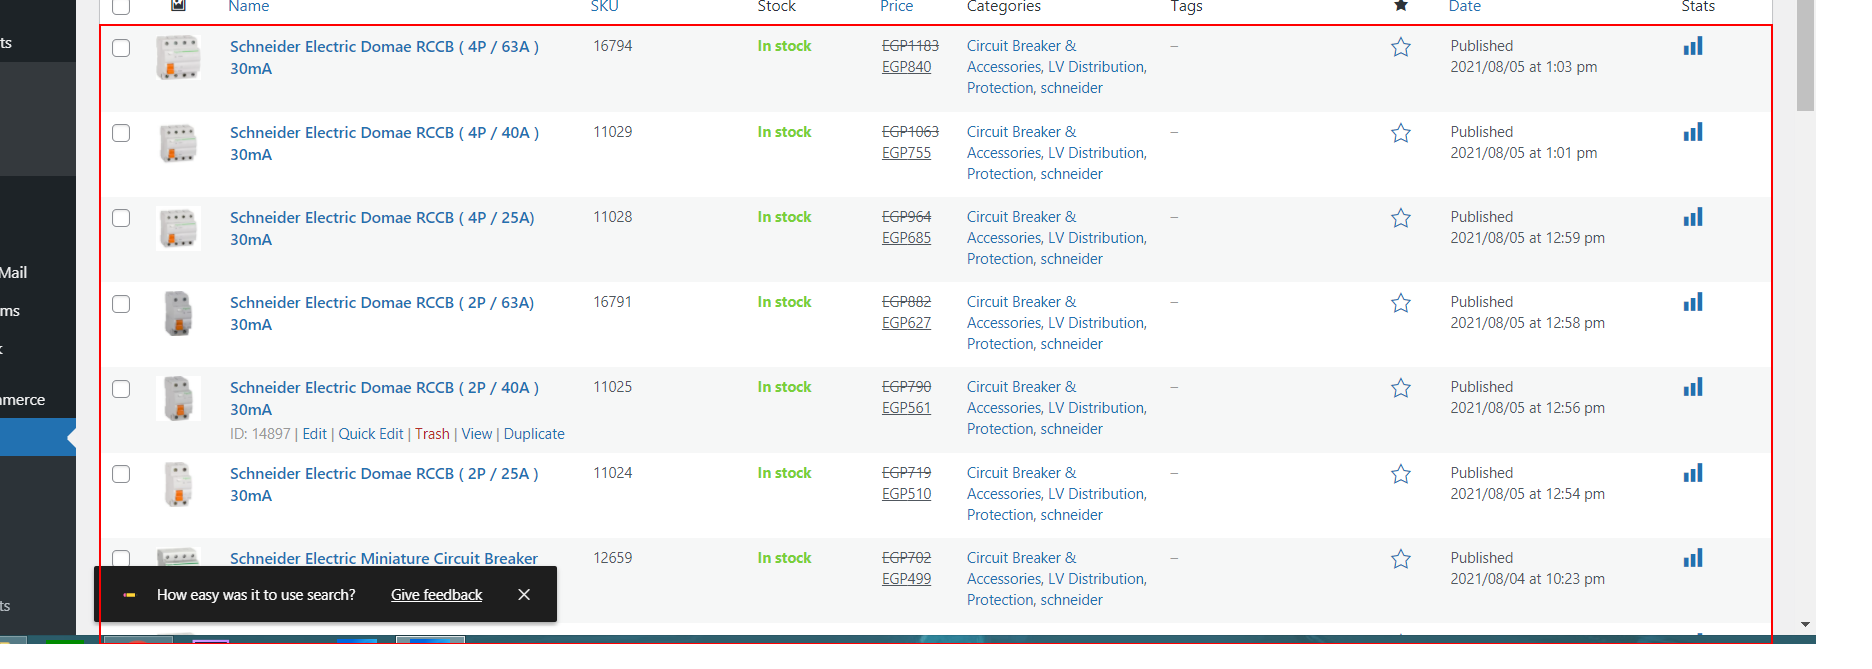 Name SKU Stock Price Categories Tags Date Stats
ts
Schneider Electric Domae RCCB ( 4P / 63A ) 16794 In stock EGP1183 Circuit Breaker & – Published
30mA EGP840 Accessories, LV Distribution, 2021/08/05 at 1:03 pm
Protection, schneider
Schneider Electric Domae RCCB ( 4P / 40A ) 11029 In stock EGP1063 Circuit Breaker & – Published
30mA EGP755 Accessories, LV Distribution, 2021/08/05 at 1:01 pm
Protection, schneider
Schneider Electric Domae RCCB ( 4P / 25A) 11028 In stock EGP964 Circuit Breaker & – Published
30mA EGP685 Accessories, LV Distribution, 2021/08/05 at 12:59 pm
Protection, schneider
Mail
Schneider Electric Domae RCCB ( 2P / 63A) 16791 In stock EGP882 Circuit Breaker & – Published
ms
30mA EGP627 Accessories, LV Distribution, 2021/08/05 at 12:58 pm
Protection, schneider
Schneider Electric Domae RCCB ( 2P / 40A ) 11025 In stock EGP790 Circuit Breaker & – Published
merce
30mA EGP561 Accessories, LV Distribution, 2021/08/05 at 12:56 pm
ID: 14897 | Edit | Quick Edit | Trash | View | Duplicate Protection, schneider
Schneider Electric Domae RCCB ( 2P / 25A ) 11024 In stock EGP719 Circuit Breaker & – Published
30mA EGP510 Accessories, LV Distribution, 2021/08/05 at 12:54 pm
Protection, schneider
Schneider Electric Miniature Circuit Breaker 12659 In stock EGP702 Circuit Breaker & – Published
EGP499 Accessories, LV Distribution, 2021/08/04 at 10:23 pm
Protection, schneider
How easy was it to use search? Give feedback
ts